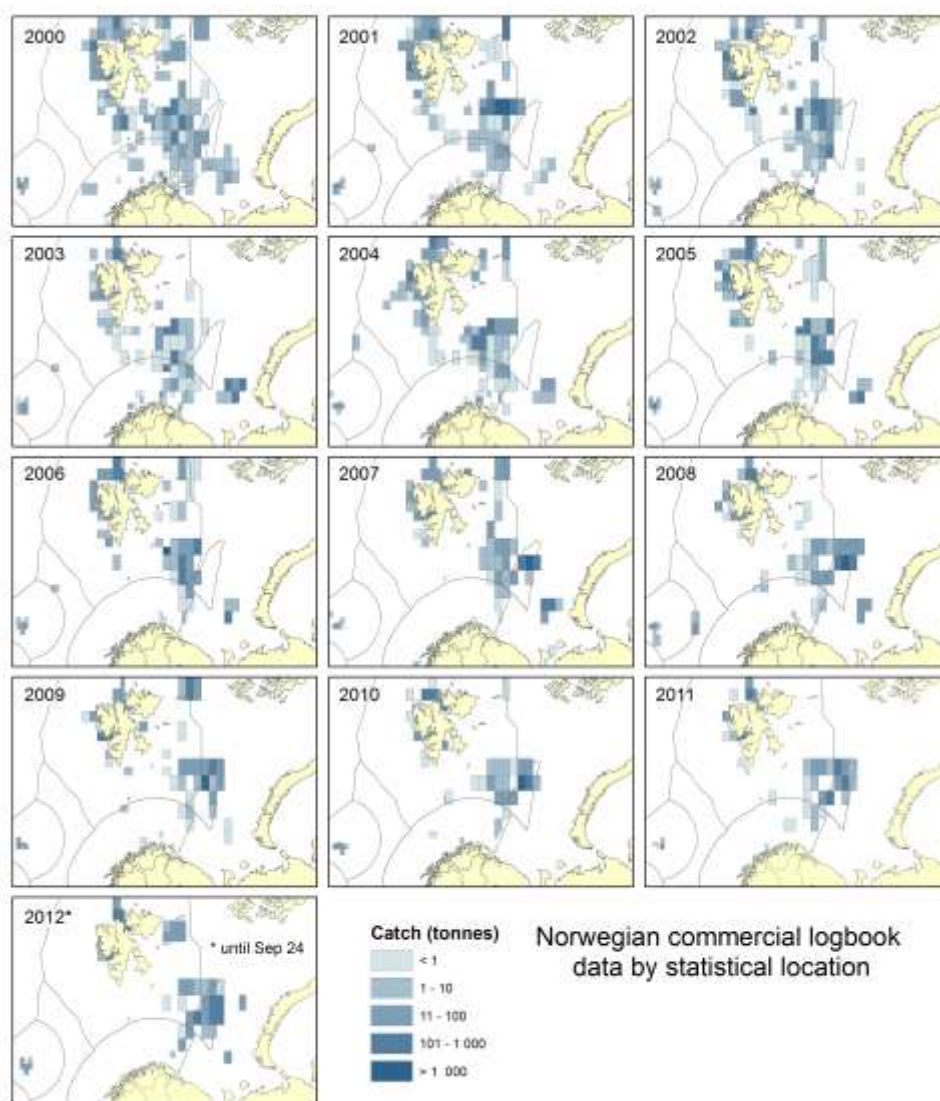 2000
2001
2002
2003
2004
2005
2006
2007
2008
2009
2010
2011
2012*
* until Sep 24
Catch (tonnes)
< 1
1 - 10
11 - 100
101 - 1 000
> 1 000
Norwegian commercial logbook
data by statistical location